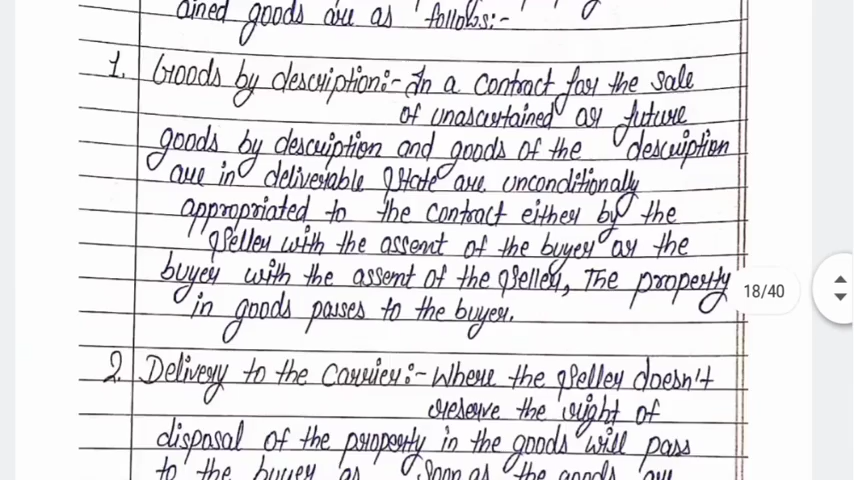 ained goods are as follows:-
1. Goods by description:- In a contract for the sale
of unascertained or future
goods by description and goods of the description
are in deliverable state are unconditionally
appropriated to the contract either by the
seller with the assent of the buyer or the
buyer with the assent of the seller, The property
in goods passes to the buyer.
18/40
2. Delivery to the carrier:- Where the seller doesn't
reserve the right of
disposal of the property in the goods will pass
to the buyer as soon as the goods are